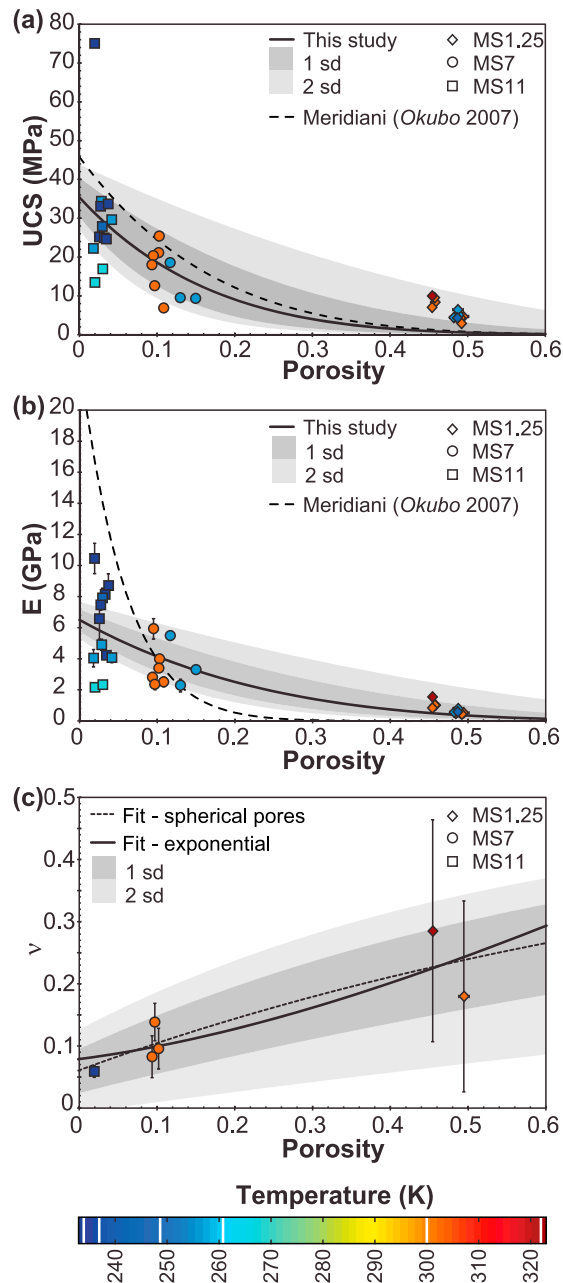 (a)
80
70
60
50
40
30
20
10
0
UCS (MPa)
This study
1 sd
2 sd
Meridiani (Okubo 2007)
MS1.25
MS7
MS11
0 0.1 0.2 0.3 0.4 0.5 0.6
Porosity
(b)
20
18
16
14
12
10
8
6
4
2
0
E (GPa)
This study
1 sd
2 sd
Meridiani (Okubo 2007)
MS1.25
MS7
MS11
0 0.1 0.2 0.3 0.4 0.5 0.6
Porosity
(c)
0.5
0.4
0.3
0.2
0.1
0
ν
Fit - spherical pores
Fit - exponential
1 sd
2 sd
MS1.25
MS7
MS11
0 0.1 0.2 0.3 0.4 0.5 0.6
Porosity
Temperature (K)
240 250 260 270 280 290 300 310 320